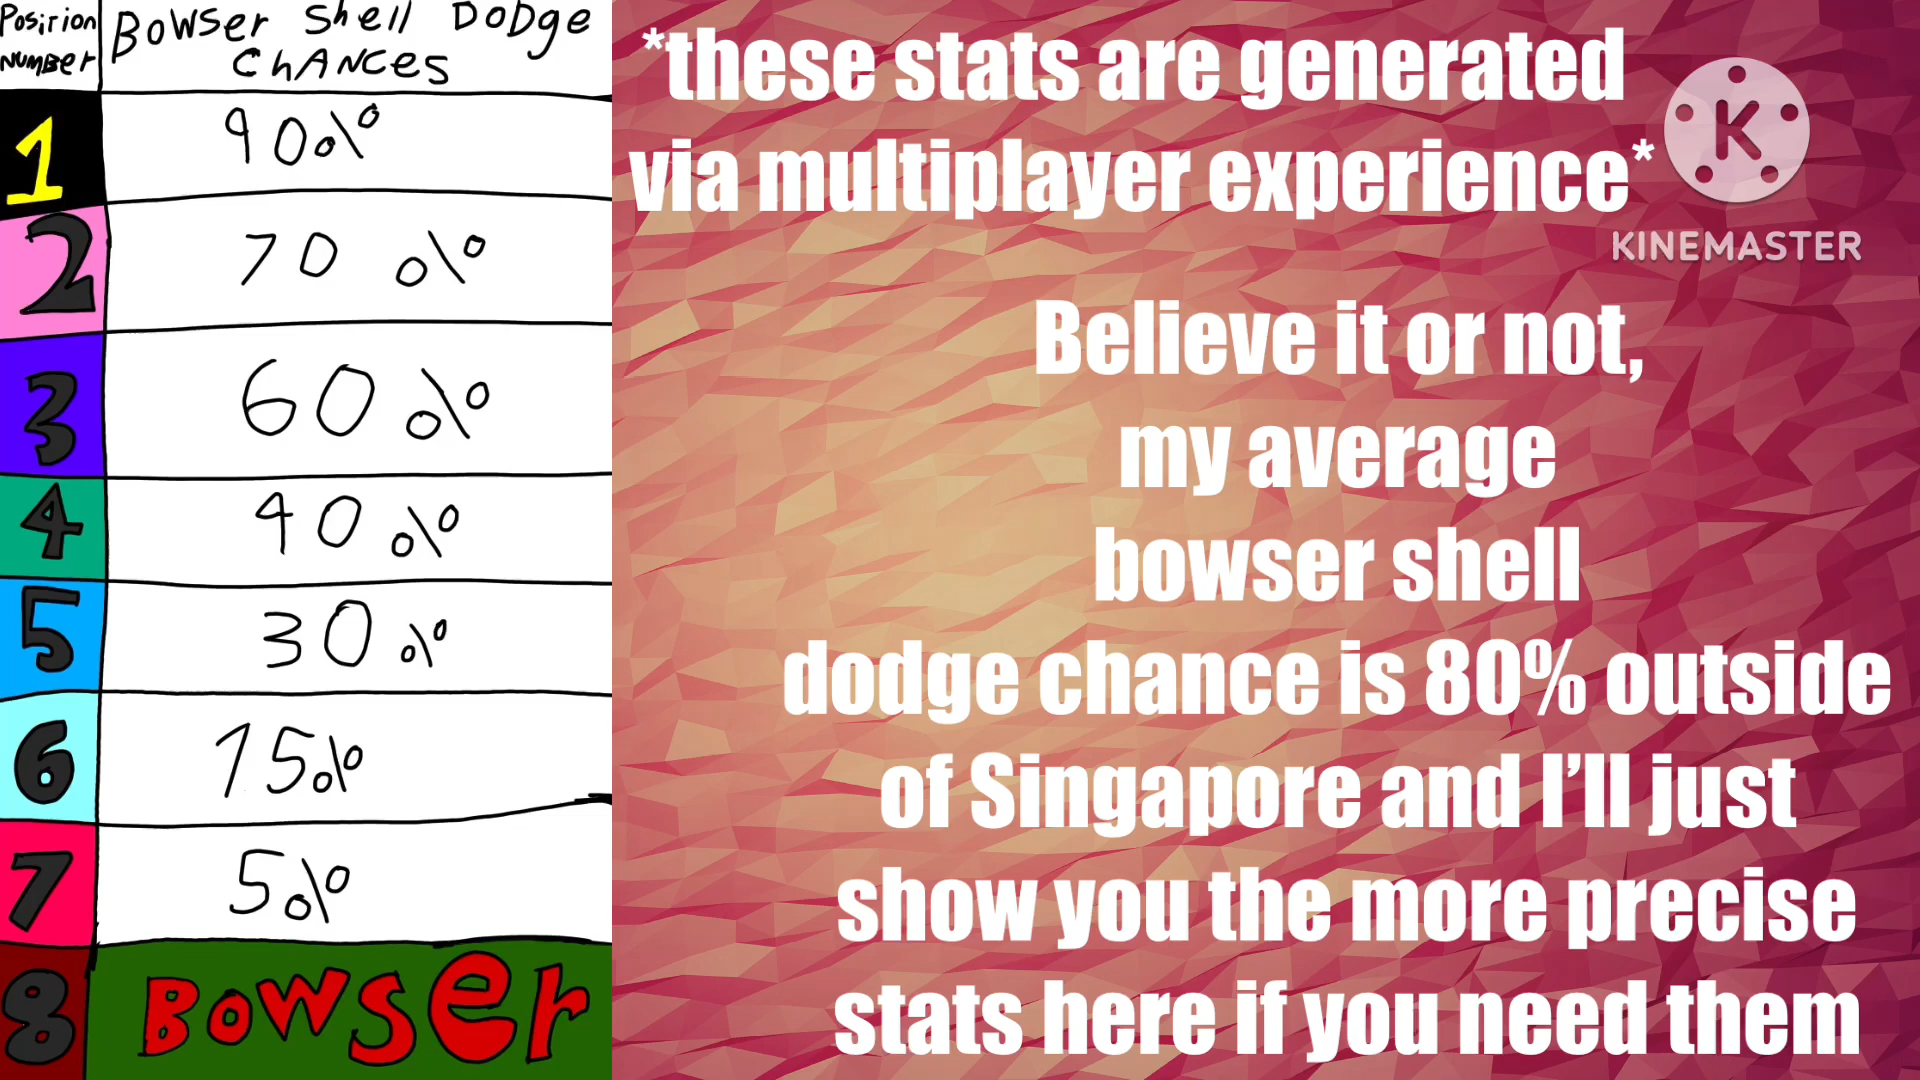 Position Number
Bowser Shell Dodge
Chances
1
90%
2
70%
3
60%
4
40%
5
30%
6
15%
7
5%
8
Bowser
*these stats are generated
via multiplayer experience*
K
KINEMASTER
Believe it or not,
my average
bowser shell
dodge chance is 80% outside
of Singapore and I'll just
show you the more precise
stats here if you need them